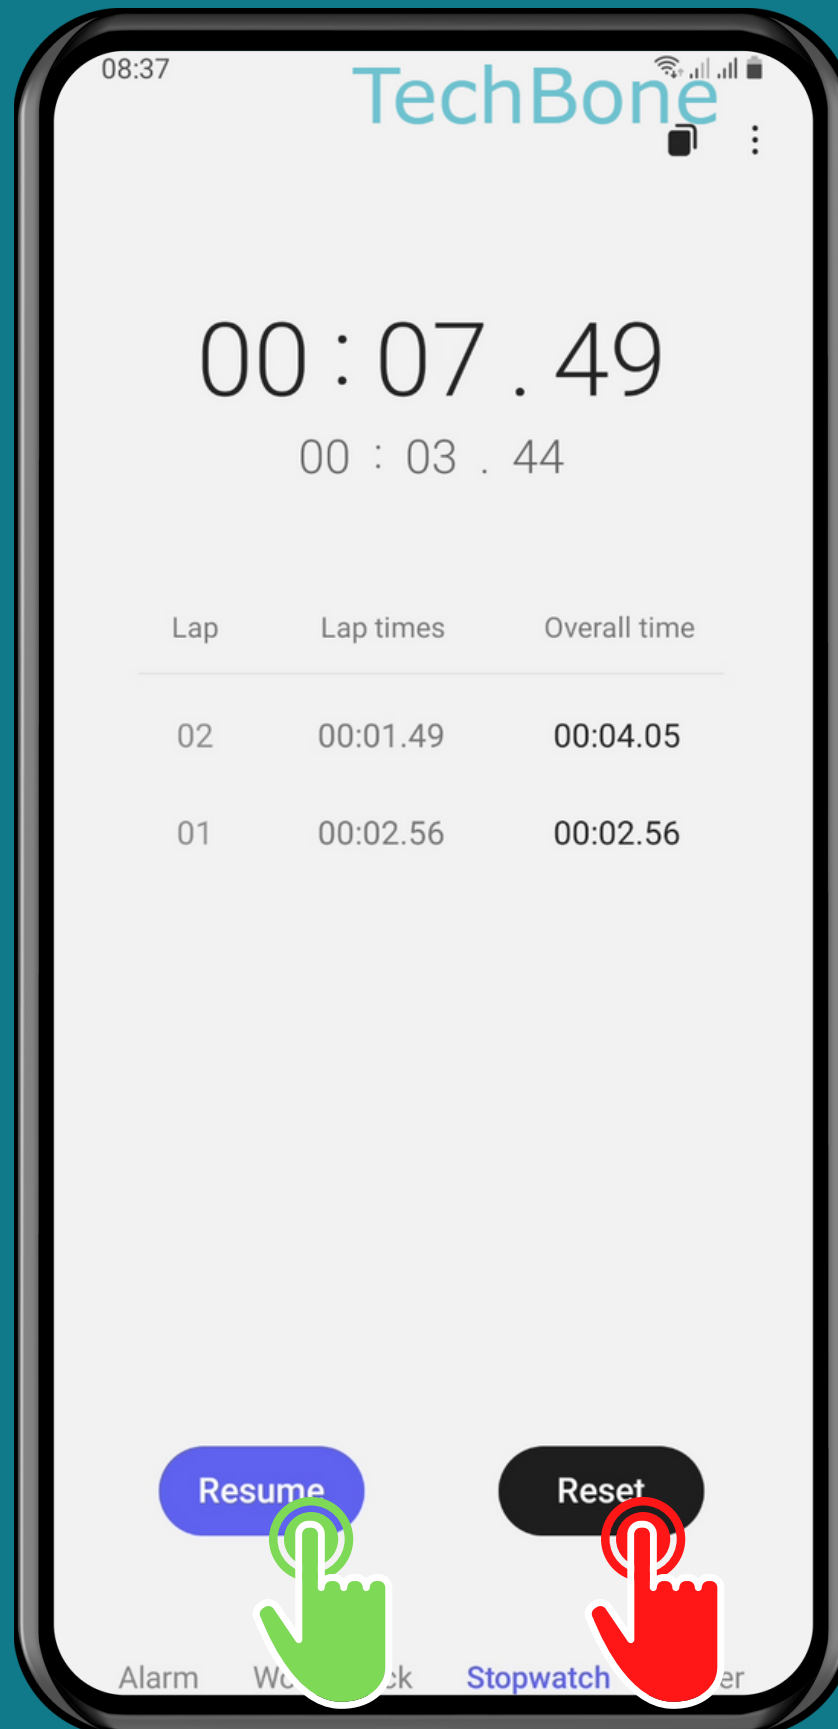 08:37
TechBone
00 : 07 . 49
00 : 03 . 44
Lap Lap times Overall time
02 00:01.49 00:04.05
01 00:02.56 00:02.56
Resume Reset
Alarm Stopwatch